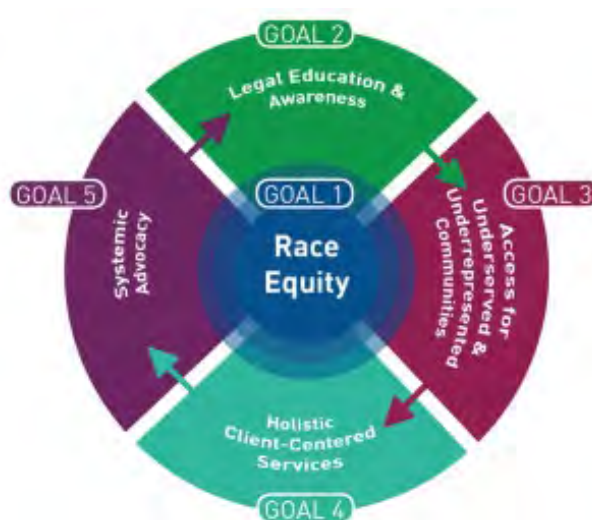 GOAL 2
Legal Education &
Awareness
GOAL 5
GOAL 1
GOAL 3
Race
Equity
Systemic
Advocacy
Access for
Underserved &
Underrepresented
Communities
Holistic
Client-Centered
Services
GOAL 4